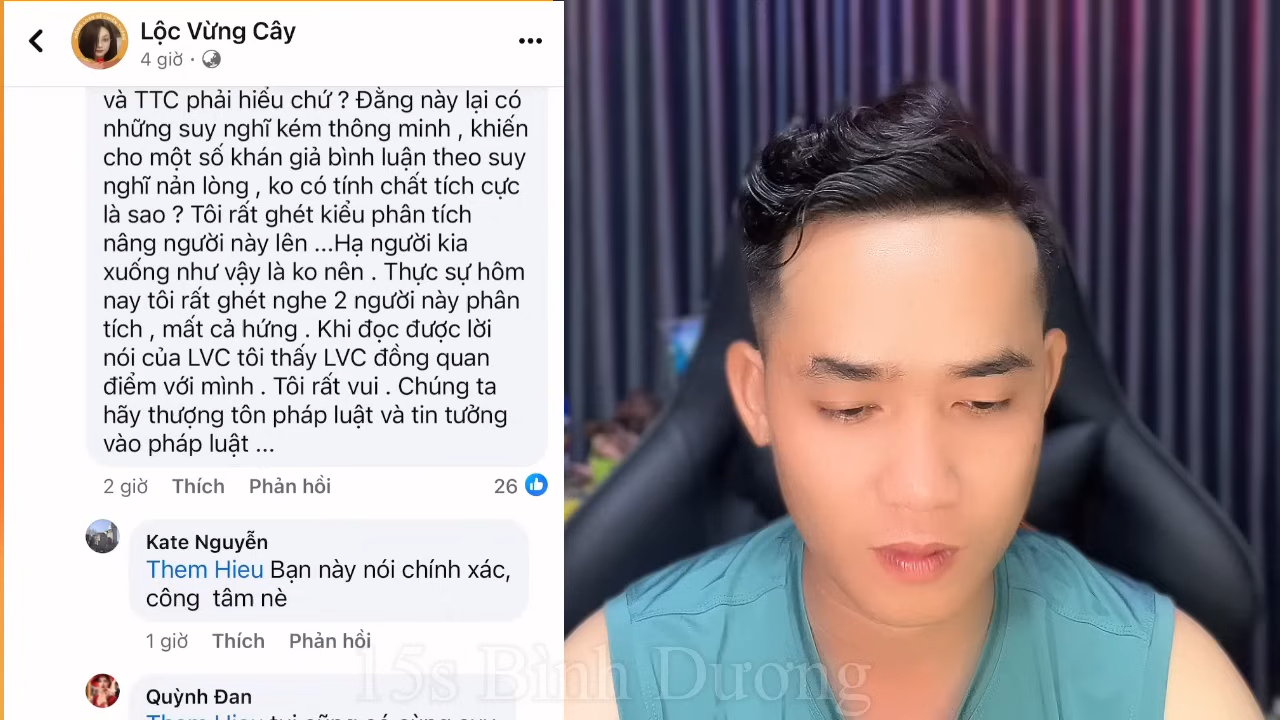 Lộc Vừng Cây
4 giờ ·
và TTC phải hiểu chứ ? Đằng này lại có
những suy nghĩ kém thông minh , khiến
cho một số khán giả bình luận theo suy
nghĩ nản lòng , ko có tính chất tích cực
là sao ? Tôi rất ghét kiểu phân tích
nâng người này lên ...Hạ người kia
xuống như vậy là ko nên . Thực sự hôm
nay tôi rất ghét nghe 2 người này phân
tích , mất cả hứng . Khi đọc được lời
nói của LVC tôi thấy LVC đồng quan
điểm với mình . Tôi rất vui . Chúng ta
hãy thượng tôn pháp luật và tin tưởng
vào pháp luật ...
2 giờ Thích Phản hồi 26
Kate Nguyễn
Them Hieu Bạn này nói chính xác,
công tâm nè
1 giờ Thích Phản hồi
Quỳnh Đan
Them Hieu tui cũng có cùng suy
15s Bình Dương